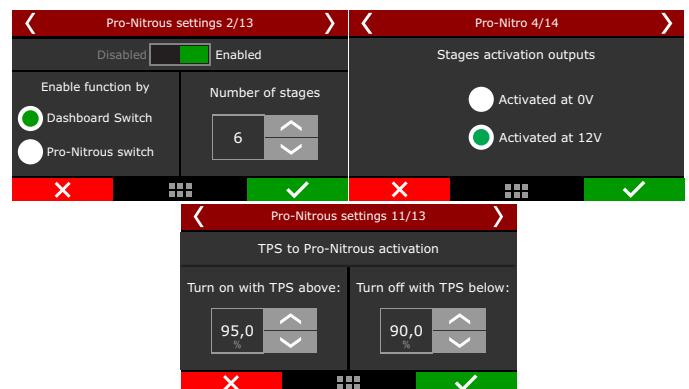 Pro-Nitrous settings 2/13
Disabled
Enabled
Enable function by
Dashboard Switch
Pro-Nitrous switch
Number of stages
6
Pro-Nitro 4/14
Stages activation outputs
Activated at 0V
Activated at 12V
Pro-Nitrous settings 11/13
TPS to Pro-Nitrous activation
Turn on with TPS above:
95,0
%
Turn off with TPS below:
90,0
%